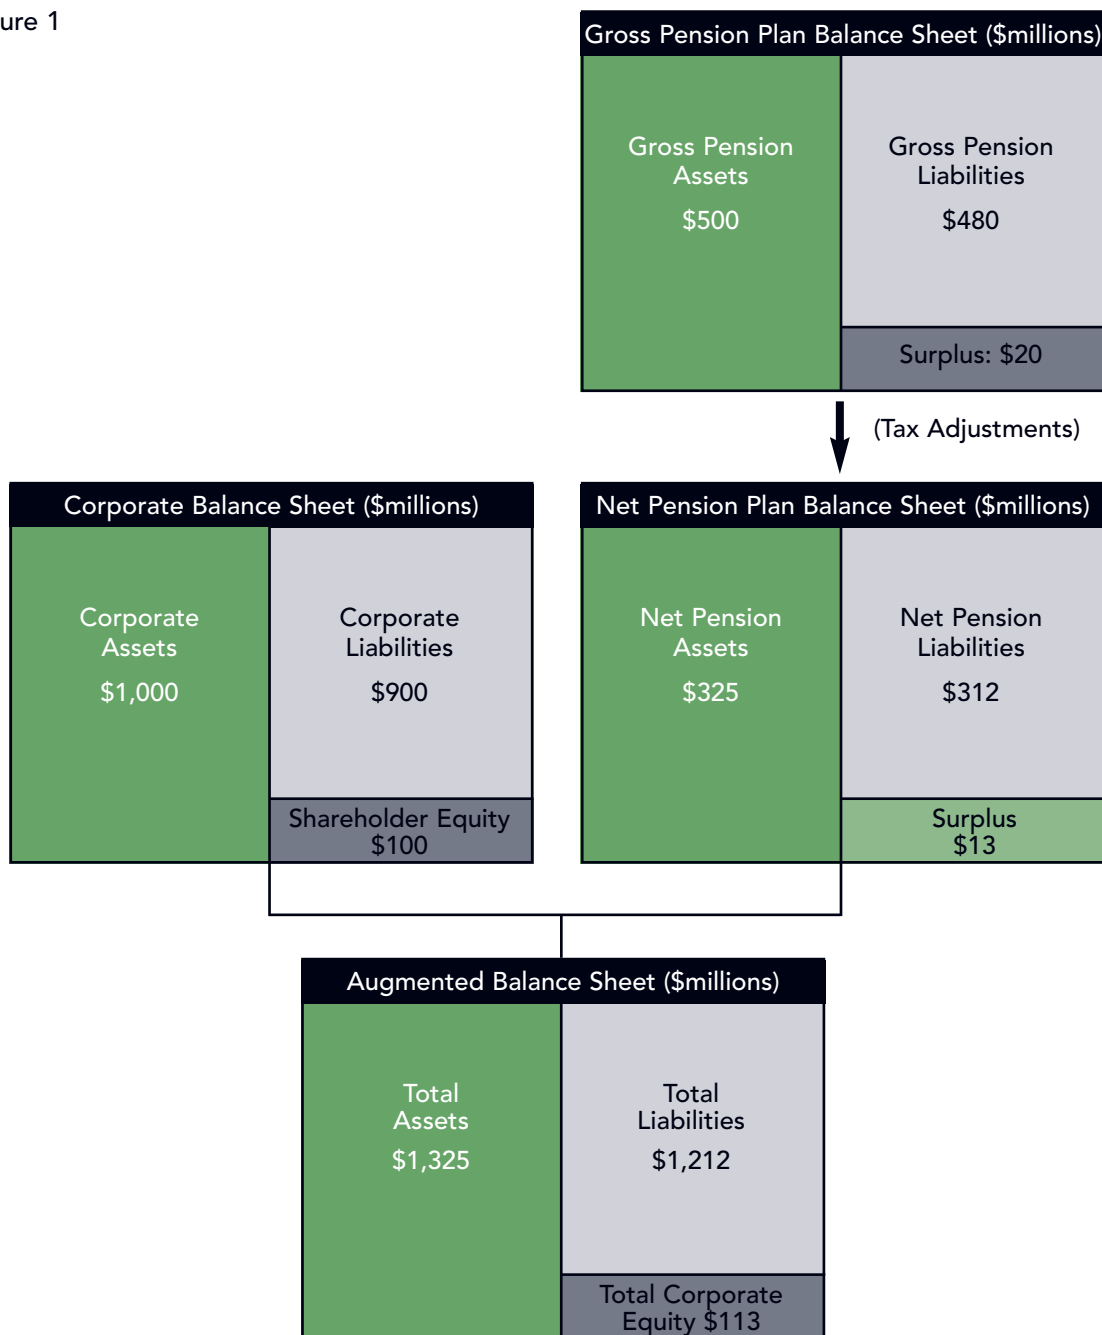 ure 1
Gross Pension Plan Balance Sheet ($millions)
Gross Pension
Assets
$500
Gross Pension
Liabilities
$480
Surplus: $20
(Tax Adjustments)
Corporate Balance Sheet ($millions)
Corporate
Assets
$1,000
Corporate
Liabilities
$900
Shareholder Equity
$100
Net Pension Plan Balance Sheet ($millions)
Net Pension
Assets
$325
Net Pension
Liabilities
$312
Surplus
$13
Augmented Balance Sheet ($millions)
Total
Assets
$1,325
Total
Liabilities
$1,212
Total Corporate
Equity $113